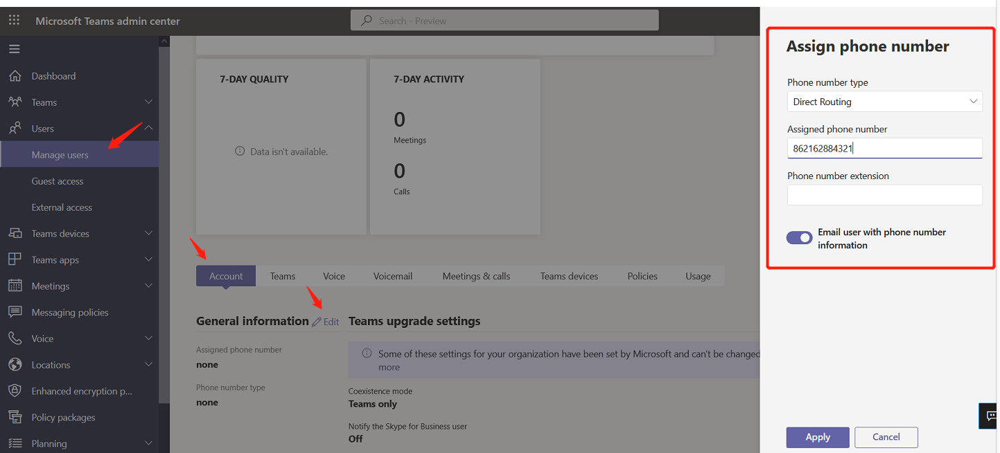 Microsoft Teams admin center
Search - Preview
Dashboard
Teams
Users
Manage users
Guest access
External access
Teams devices
Teams apps
Meetings
Messaging policies
Voice
Locations
Enhanced encryption p...
Policy packages
Planning
7-DAY QUALITY
Data isn't available.
7-DAY ACTIVITY
0
Meetings
0
Calls
Account Teams Voice Voicemail Meetings & calls Teams devices Policies Usage
General information Edit
Assigned phone number
none
Phone number type
none
Teams upgrade settings
Some of these settings for your organization have been set by Microsoft and can't be changed
more
Coexistence mode
Teams only
Notify the Skype for Business user
Off
Assign phone number
Phone number type
Direct Routing
Assigned phone number
862162884321
Phone number extension
Email user with phone number
information
Apply Cancel